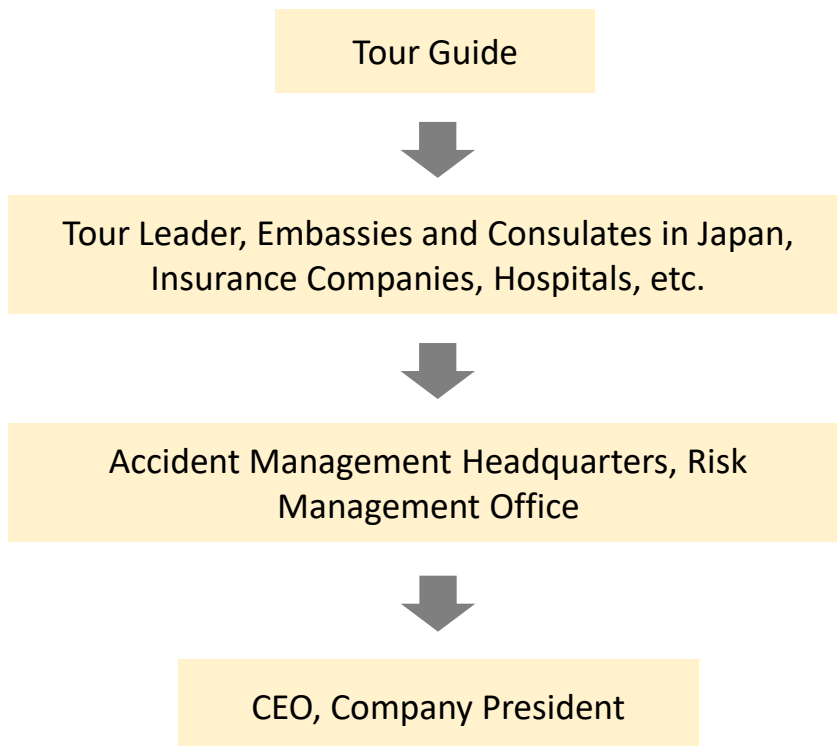 Tour Guide
Tour Leader, Embassies and Consulates in Japan,
Insurance Companies, Hospitals, etc.
Accident Management Headquarters, Risk
Management Office
CEO, Company President